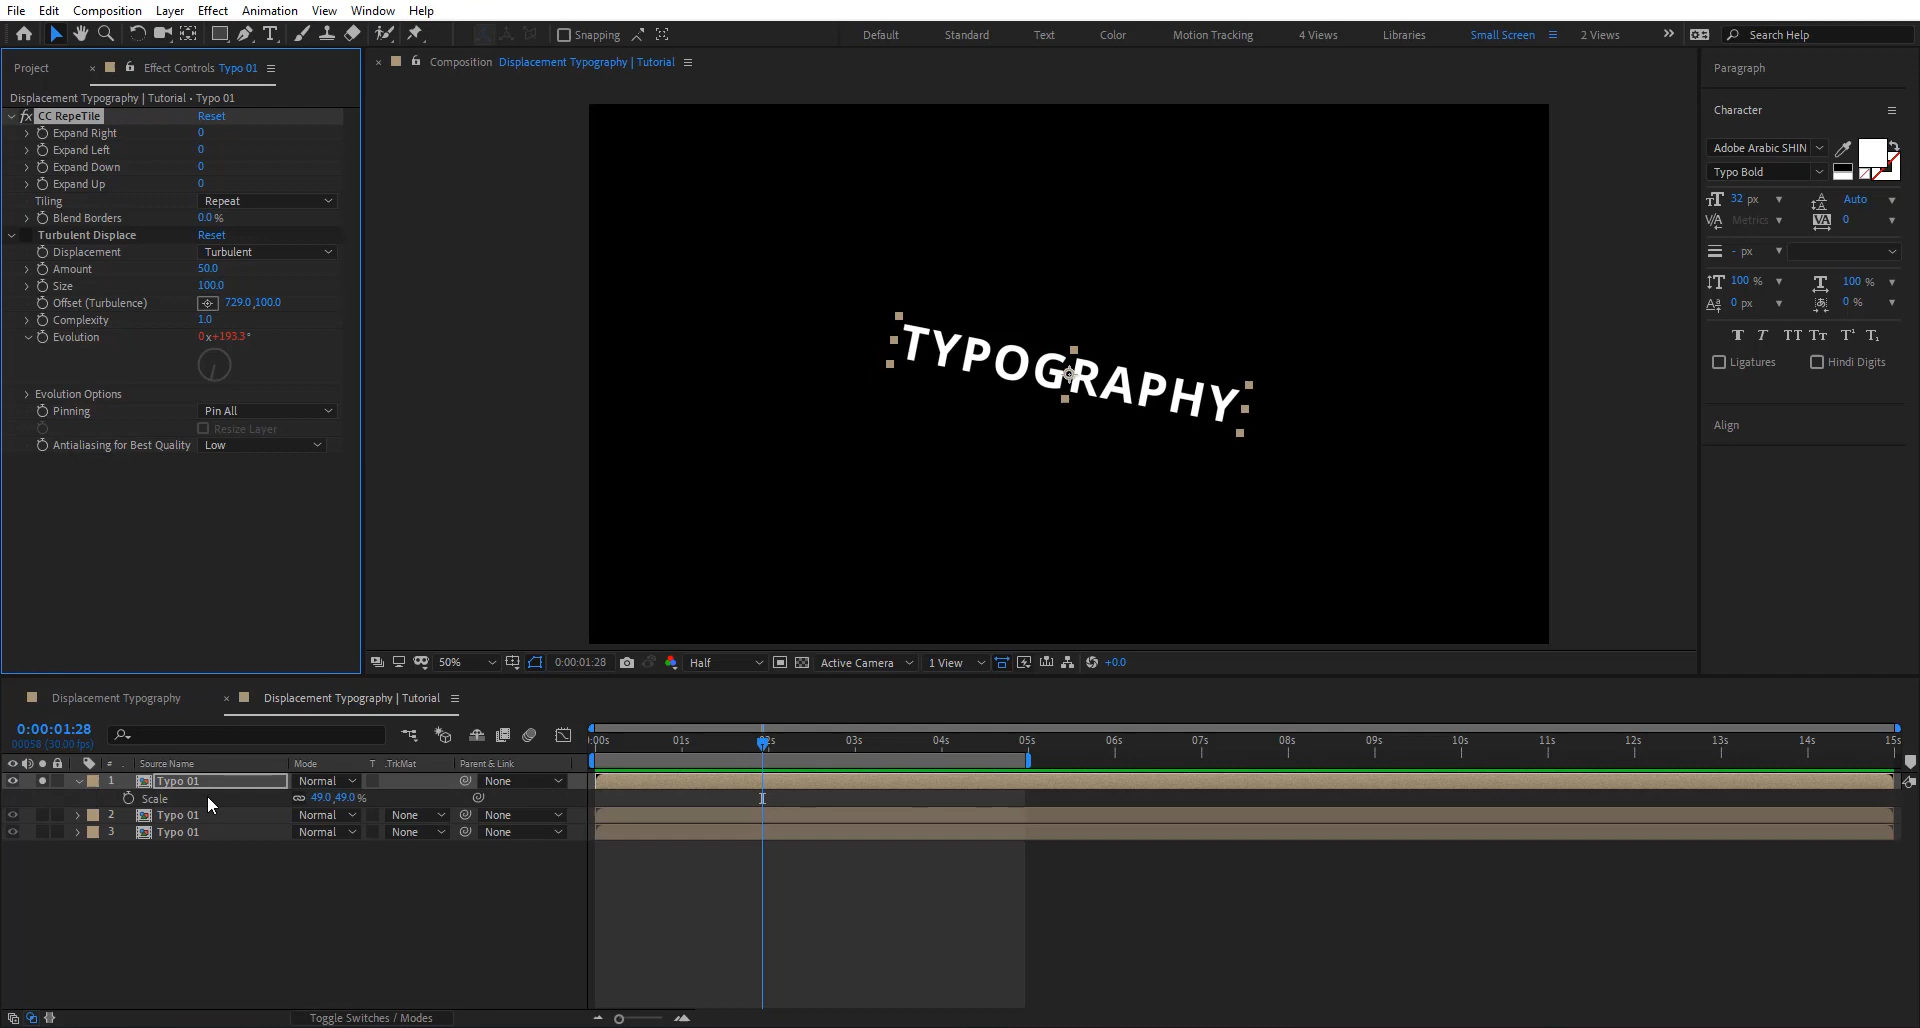 File Edit Composition Layer Effect Animation View Window Help
Snapping Default Standard Text Color Motion Tracking 4 Views Libraries Small Screen 2 Views Search Help
Project Effect Controls Typo 01
Displacement Typography | Tutorial • Typo 01
fx CC RepeTile Reset
Expand Right 0
Expand Left 0
Expand Down 0
Expand Up 0
Tiling Repeat
Blend Borders 0.0 %
Turbulent Displace Reset
Displacement Turbulent
Amount 50.0
Size 100.0
Offset (Turbulence) 729.0,100.0
Complexity 1.0
Evolution 0x+193.3°
Evolution Options
Pinning Pin All
Resize Layer
Antialiasing for Best Quality Low
Composition Displacement Typography | Tutorial
TYPOGRAPHY
50% 0:00:01:28 Half Active Camera 1 View +0.0
Paragraph
Character
Adobe Arabic SHIN
Typo Bold
32 px Auto
Metrics 0
- px
100 % 100 %
0 px 0 %
T T TT Tt T¹ T₁
Ligatures Hindi Digits
Align
Displacement Typography Displacement Typography | Tutorial
0:00:01:28
00058 (30.00 fps)
# Source Name Mode T .TrkMat Parent & Link
1 Typo 01 Normal None
Scale 49.0,49.0 %
2 Typo 01 Normal None None
3 Typo 01 Normal None None
:00s 01s 02s 03s 04s 05s 06s 07s 08s 09s 10s 11s 12s 13s 14s 15s
Toggle Switches / Modes